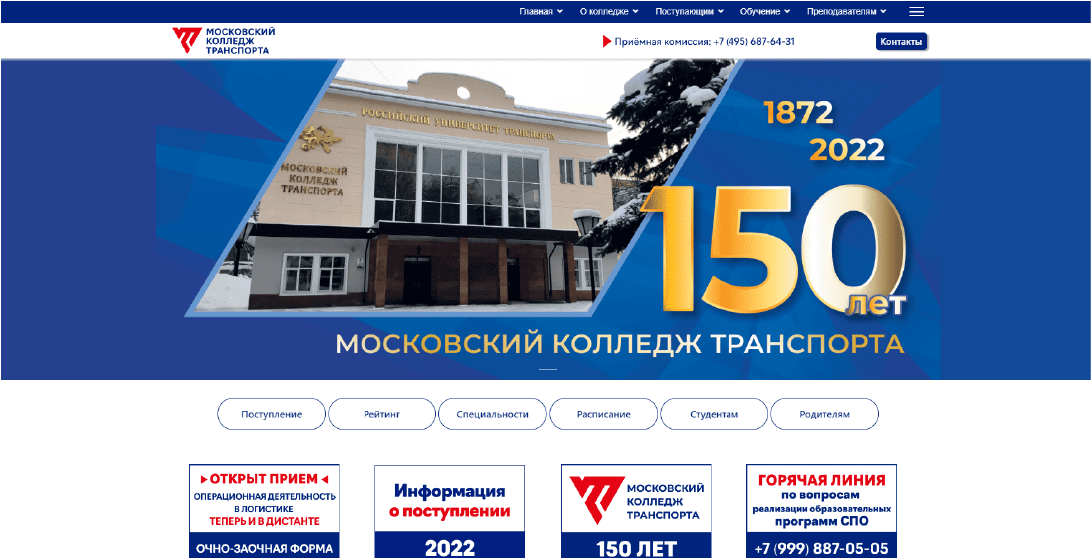 Главная О колледже Поступающим Обучение Преподавателям
МОСКОВСКИЙ
КОЛЛЕДЖ
ТРАНСПОРТА
Приёмная комиссия: +7 (495) 687-64-31
Контакты
РОССИЙСКИЙ УНИВЕРСИТЕТ ТРАНСПОРТА
МОСКОВСКИЙ
КОЛЛЕДЖ
ТРАНСПОРТА
1872
2022
150
лет
МОСКОВСКИЙ КОЛЛЕДЖ ТРАНСПОРТА
Поступление Рейтинг Специальности Расписание Студентам Родителям
ОТКРЫТ ПРИЕМ
ОПЕРАЦИОННАЯ ДЕЯТЕЛЬНОСТЬ
В ЛОГИСТИКЕ
ТЕПЕРЬ И В ДИСТАНТЕ
ОЧНО-ЗАОЧНАЯ ФОРМА
Информация
о поступлении
2022
МОСКОВСКИЙ
КОЛЛЕДЖ
ТРАНСПОРТА
150 ЛЕТ
ГОРЯЧАЯ ЛИНИЯ
по вопросам
реализации образовательных
программ СПО
+7 (999) 887-05-05